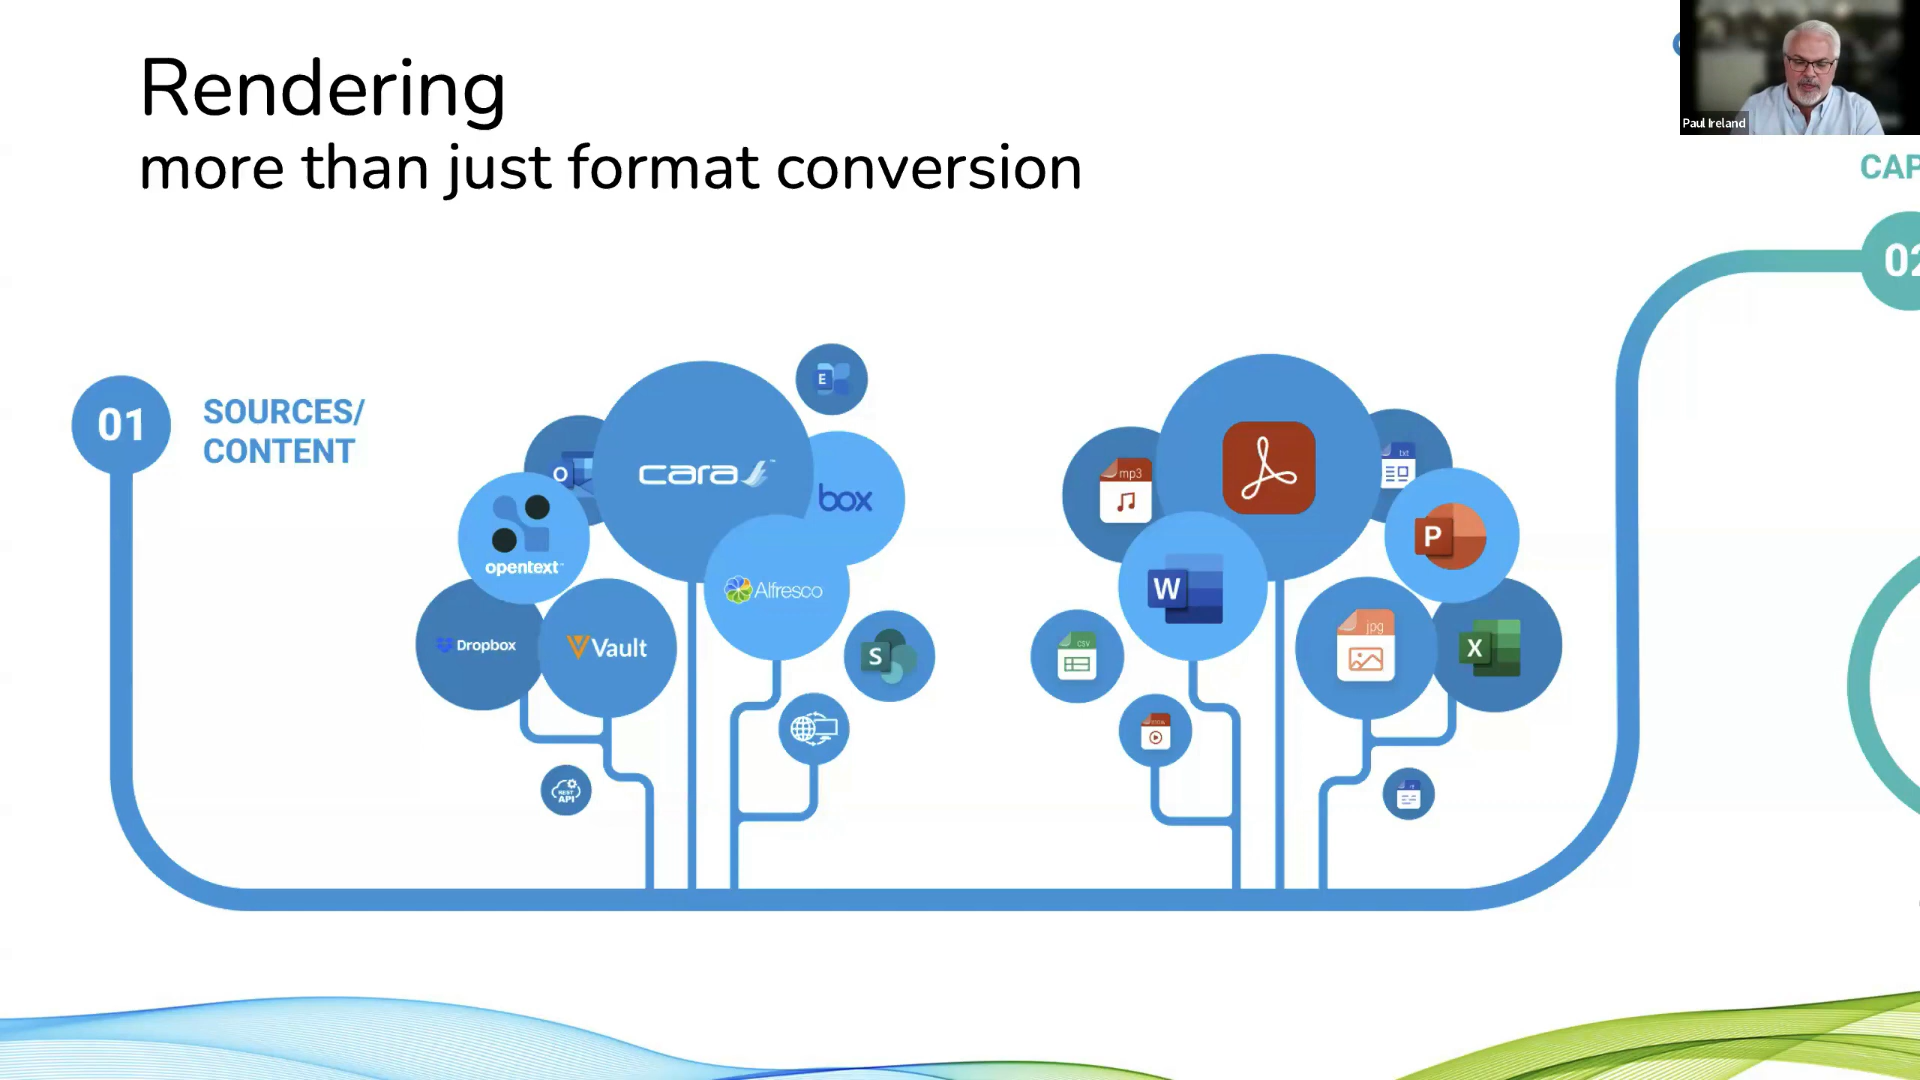 Rendering
more than just format conversion
Paul Ireland
CAP
02
01
SOURCES/
CONTENT
E
O
cara
box
opentext
Alfresco
Dropbox
Vault
S
REST
API
mp3
txt
P
W
csv
jpg
X